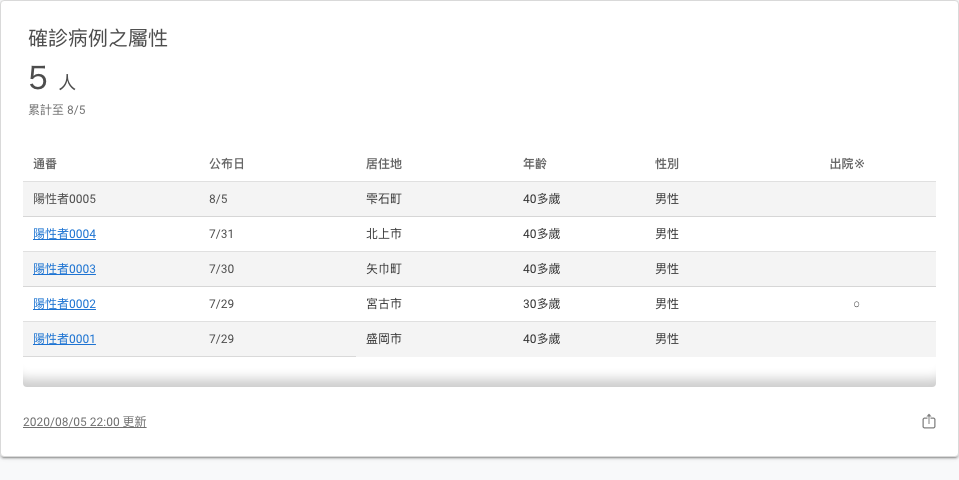 確診病例之屬性
5 人
累計至 8/5
通番 公布日 居住地 年齡 性別 出院※
陽性者0005 8/5 雫石町 40多歲 男性
陽性者0004 7/31 北上市 40多歲 男性
陽性者0003 7/30 矢巾町 40多歲 男性
陽性者0002 7/29 宮古市 30多歲 男性 ○
陽性者0001 7/29 盛岡市 40多歲 男性
2020/08/05 22:00 更新